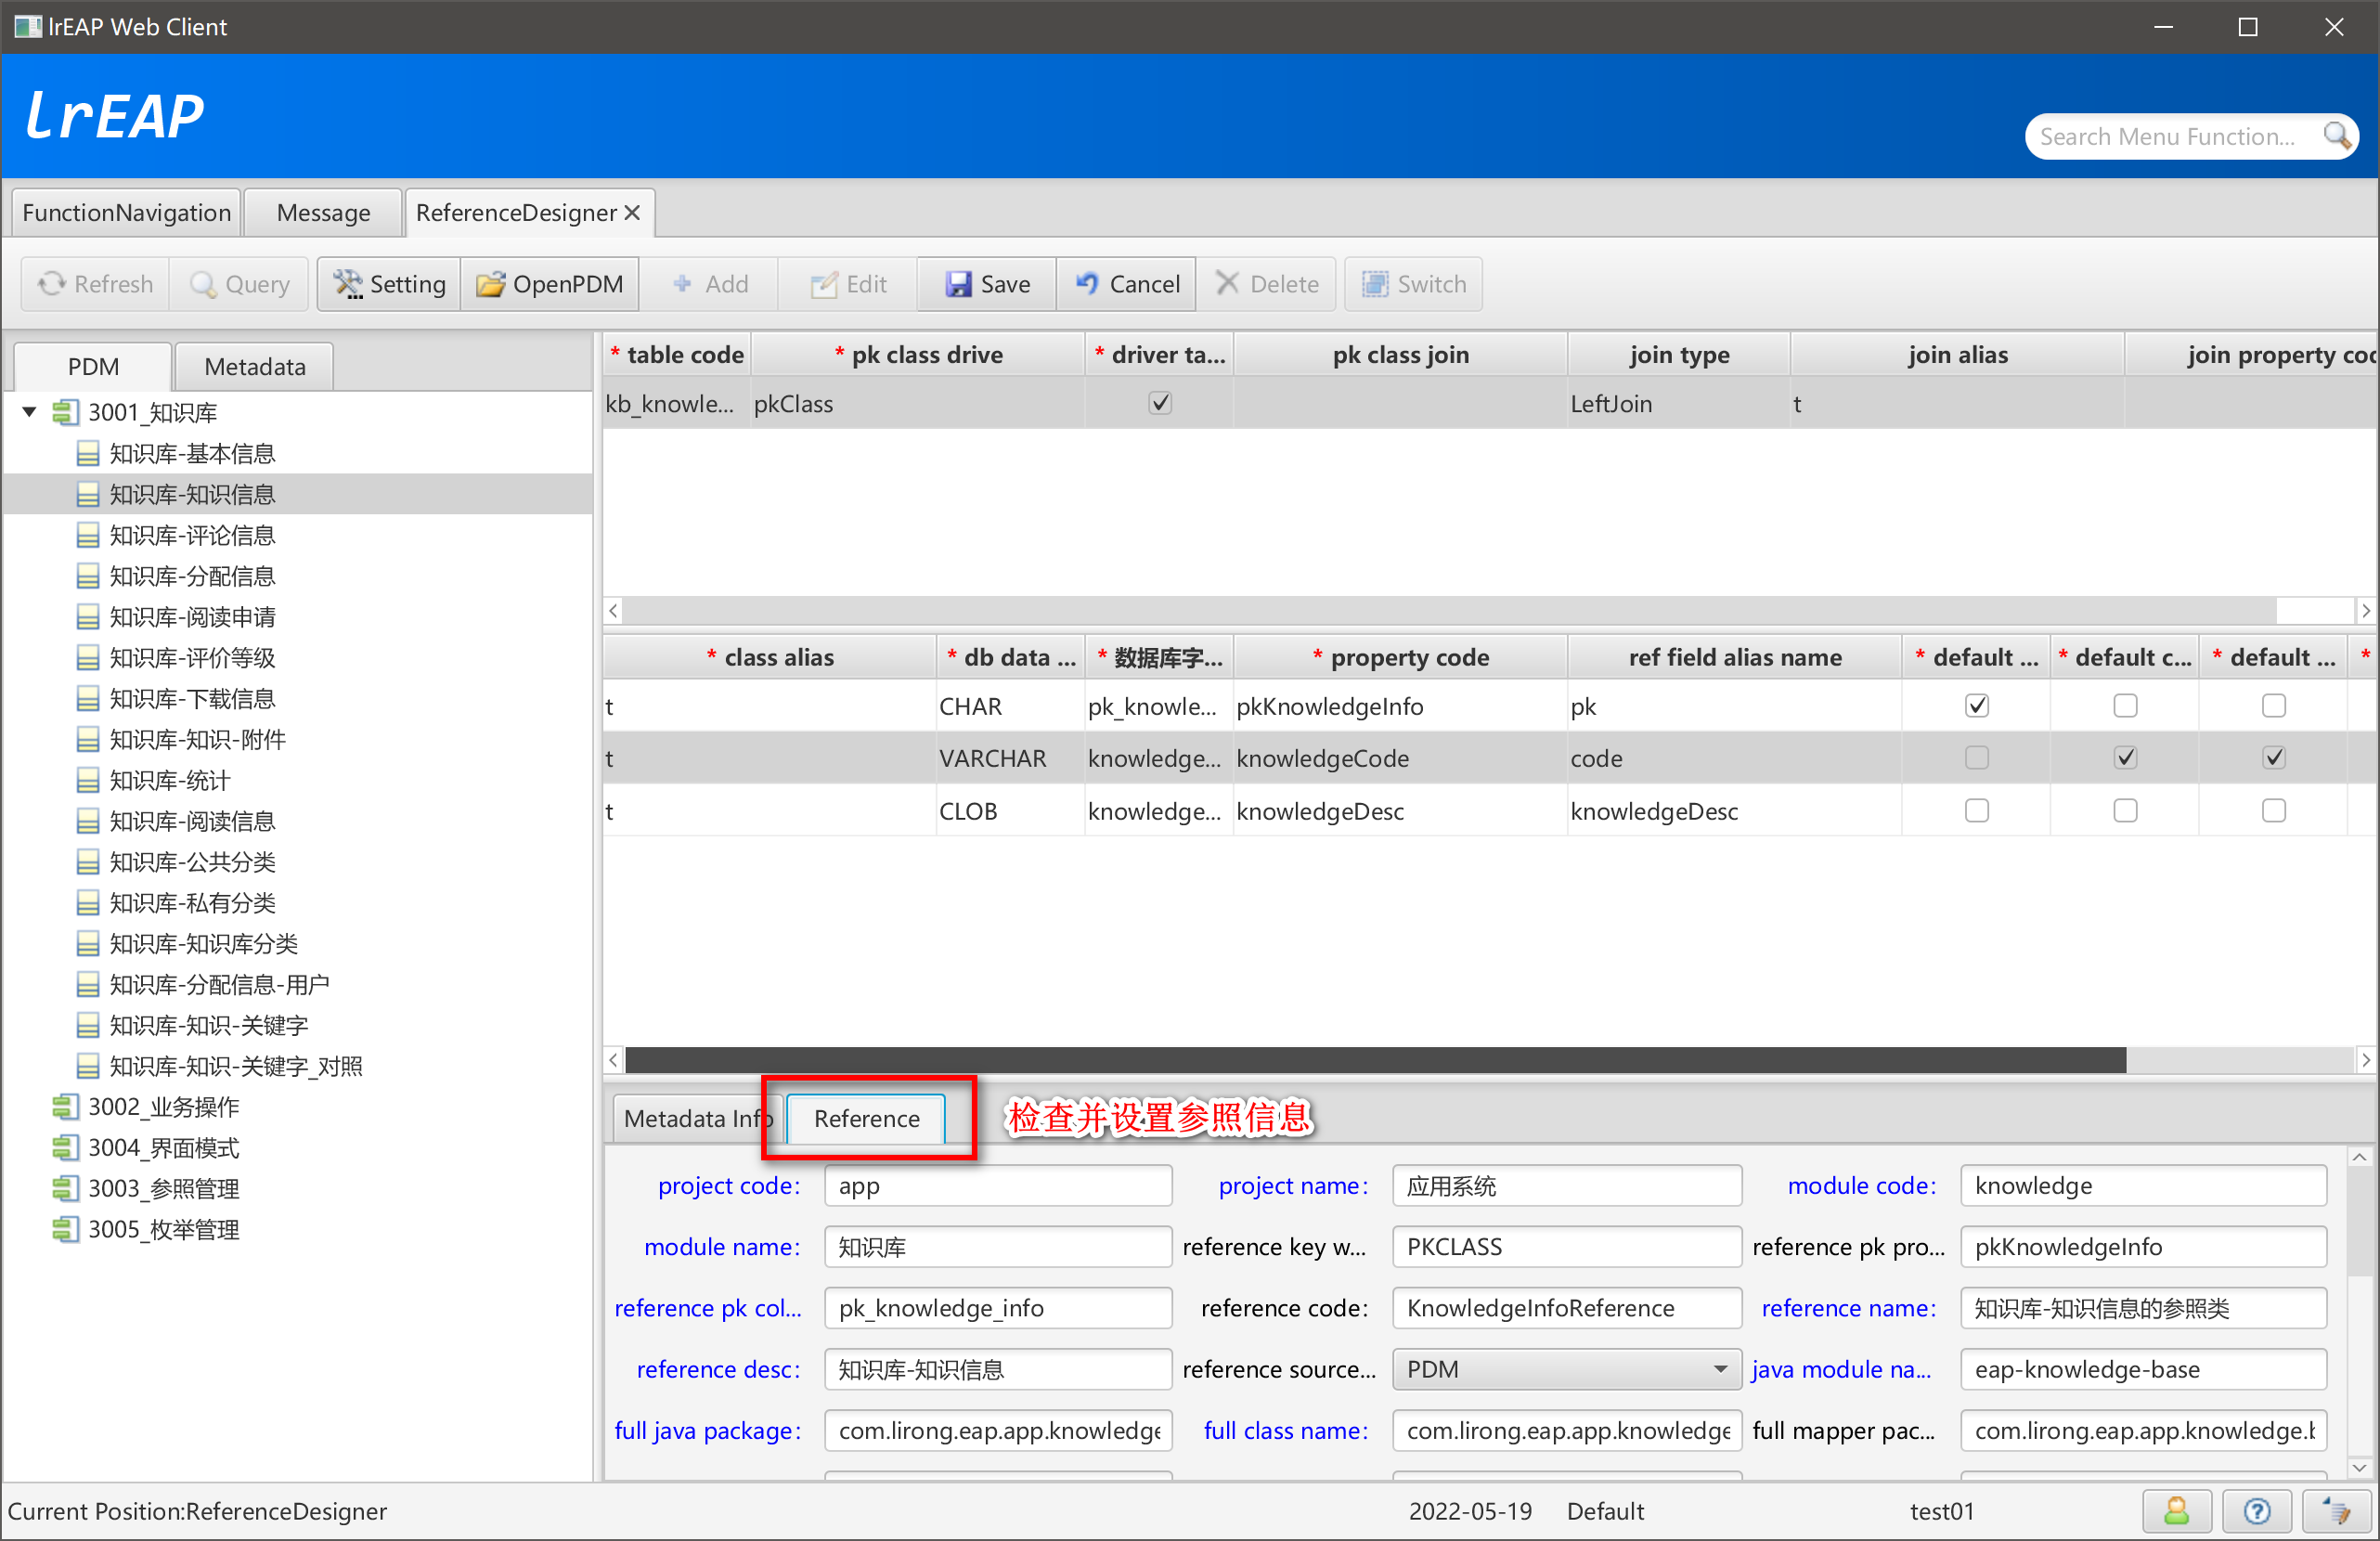 lrEAP Web Client
lrEAP
Search Menu Function...
FunctionNavigation Message ReferenceDesigner
Refresh Query Setting OpenPDM Add Edit Save Cancel Delete Switch
PDM Metadata
3001_知识库
知识库-基本信息
知识库-知识信息
知识库-评论信息
知识库-分配信息
知识库-阅读申请
知识库-评价等级
知识库-下载信息
知识库-知识-附件
知识库-统计
知识库-阅读信息
知识库-公共分类
知识库-私有分类
知识库-知识库分类
知识库-分配信息-用户
知识库-知识-关键字
知识库-知识-关键字_对照
3002_业务操作
3004_界面模式
3003_参照管理
3005_枚举管理
* table code * pk class drive * driver ta... pk class join join type join alias join property coc
kb_knowle... pkClass LeftJoin t
* class alias * db data ... * 数据库字... * property code ref field alias name * default ... * default c... * default ... *
t CHAR pk_knowle... pkKnowledgeInfo pk
t VARCHAR knowledge... knowledgeCode code
t CLOB knowledge... knowledgeDesc knowledgeDesc
Metadata Info Reference 检查并设置参照信息
project code: app project name: 应用系统 module code: knowledge
module name: 知识库 reference key w... PKCLASS reference pk pro... pkKnowledgeInfo
reference pk col... pk_knowledge_info reference code: KnowledgeInfoReference reference name: 知识库-知识信息的参照类
reference desc: 知识库-知识信息 reference source... PDM java module na... eap-knowledge-base
full java package: com.lirong.eap.app.knowledge full class name: com.lirong.eap.app.knowledge full mapper pac... com.lirong.eap.app.knowledge.b
Current Position:ReferenceDesigner 2022-05-19 Default test01